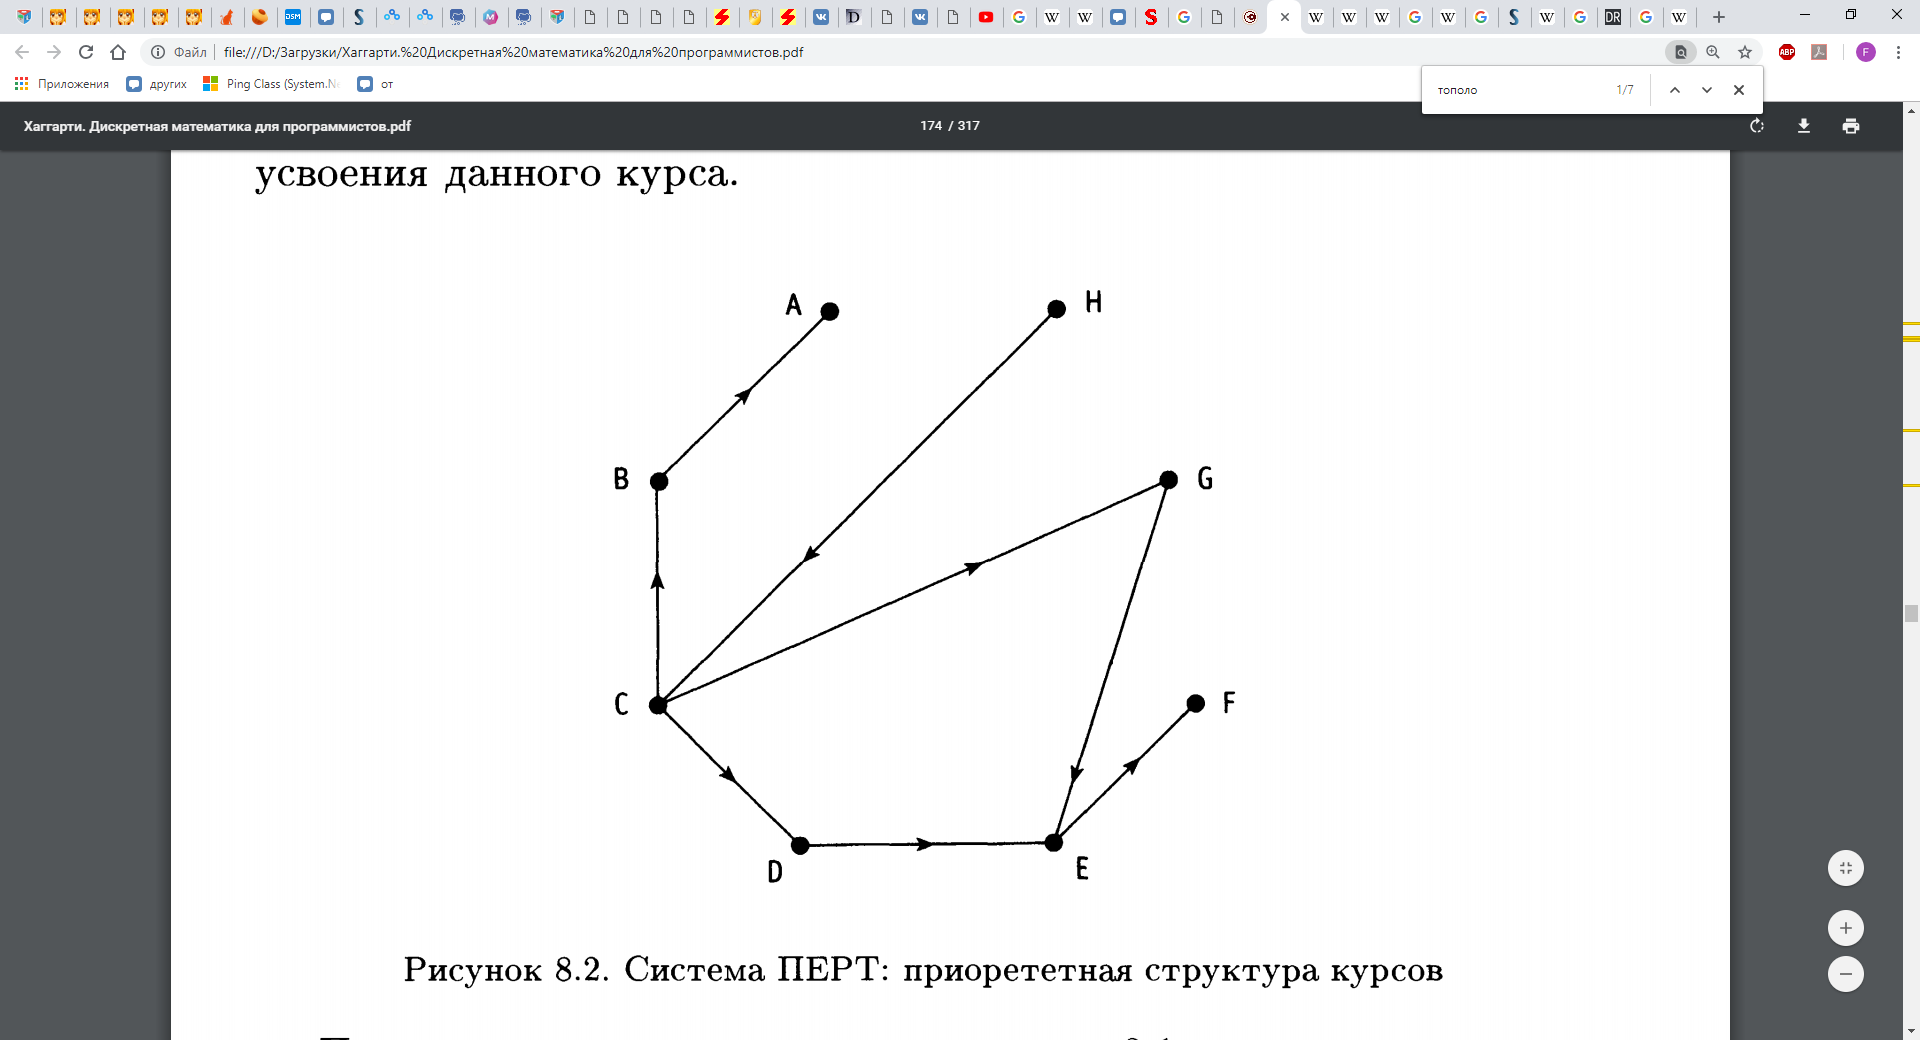 Файл
file:///D:/Загрузки/Хаггарти.%20Дискретная%20математика%20для%20программистов.pdf
Приложения
других
Ping Class (System.Ne
от
тополо
1/7
Хаггарти. Дискретная математика для программистов.pdf
174 / 317
усвоения данного курса.
A
H
B
G
C
F
D
E
Рисунок 8.2. Система ПЕРТ: приорететная структура курсов